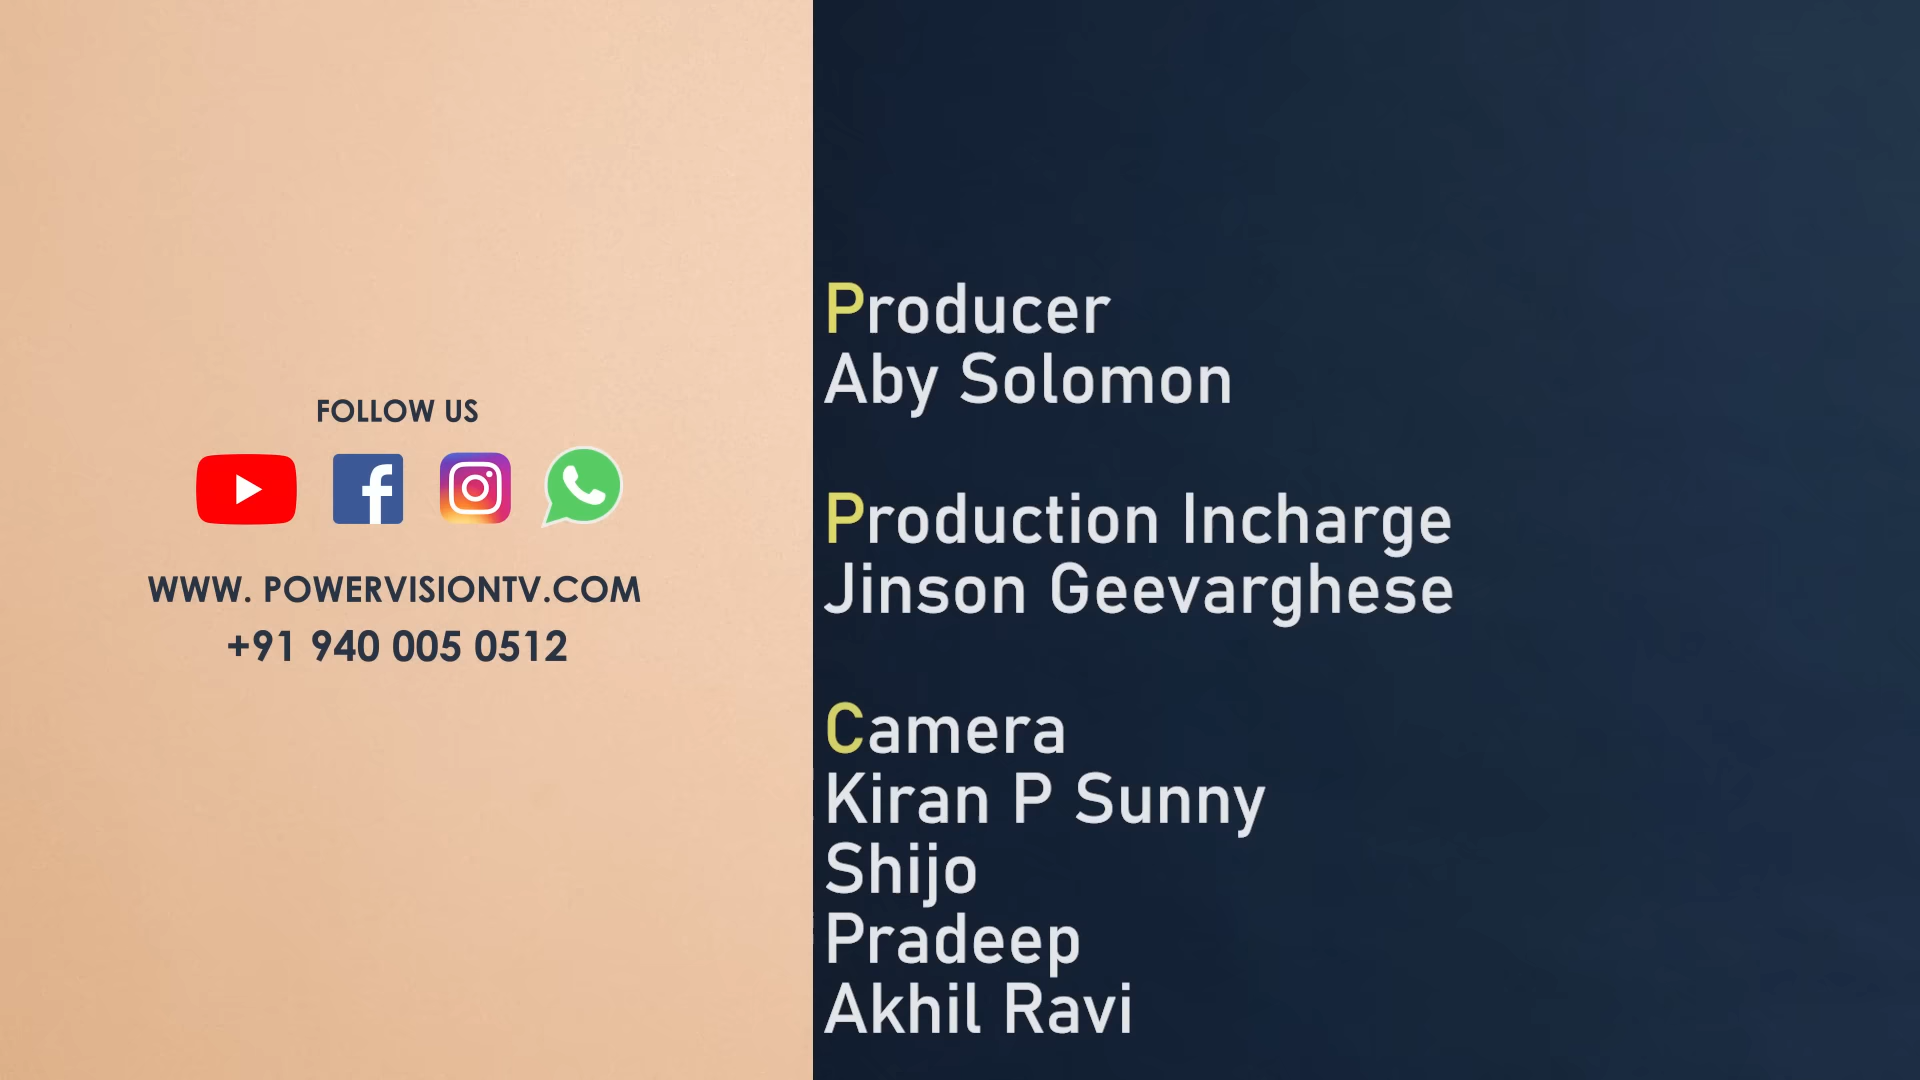 FOLLOW US
WWW. POWERVISIONTV.COM
+91 940 005 0512
Producer
Aby Solomon
Production Incharge
Jinson Geevarghese
Camera
Kiran P Sunny
Shijo
Pradeep
Akhil Ravi